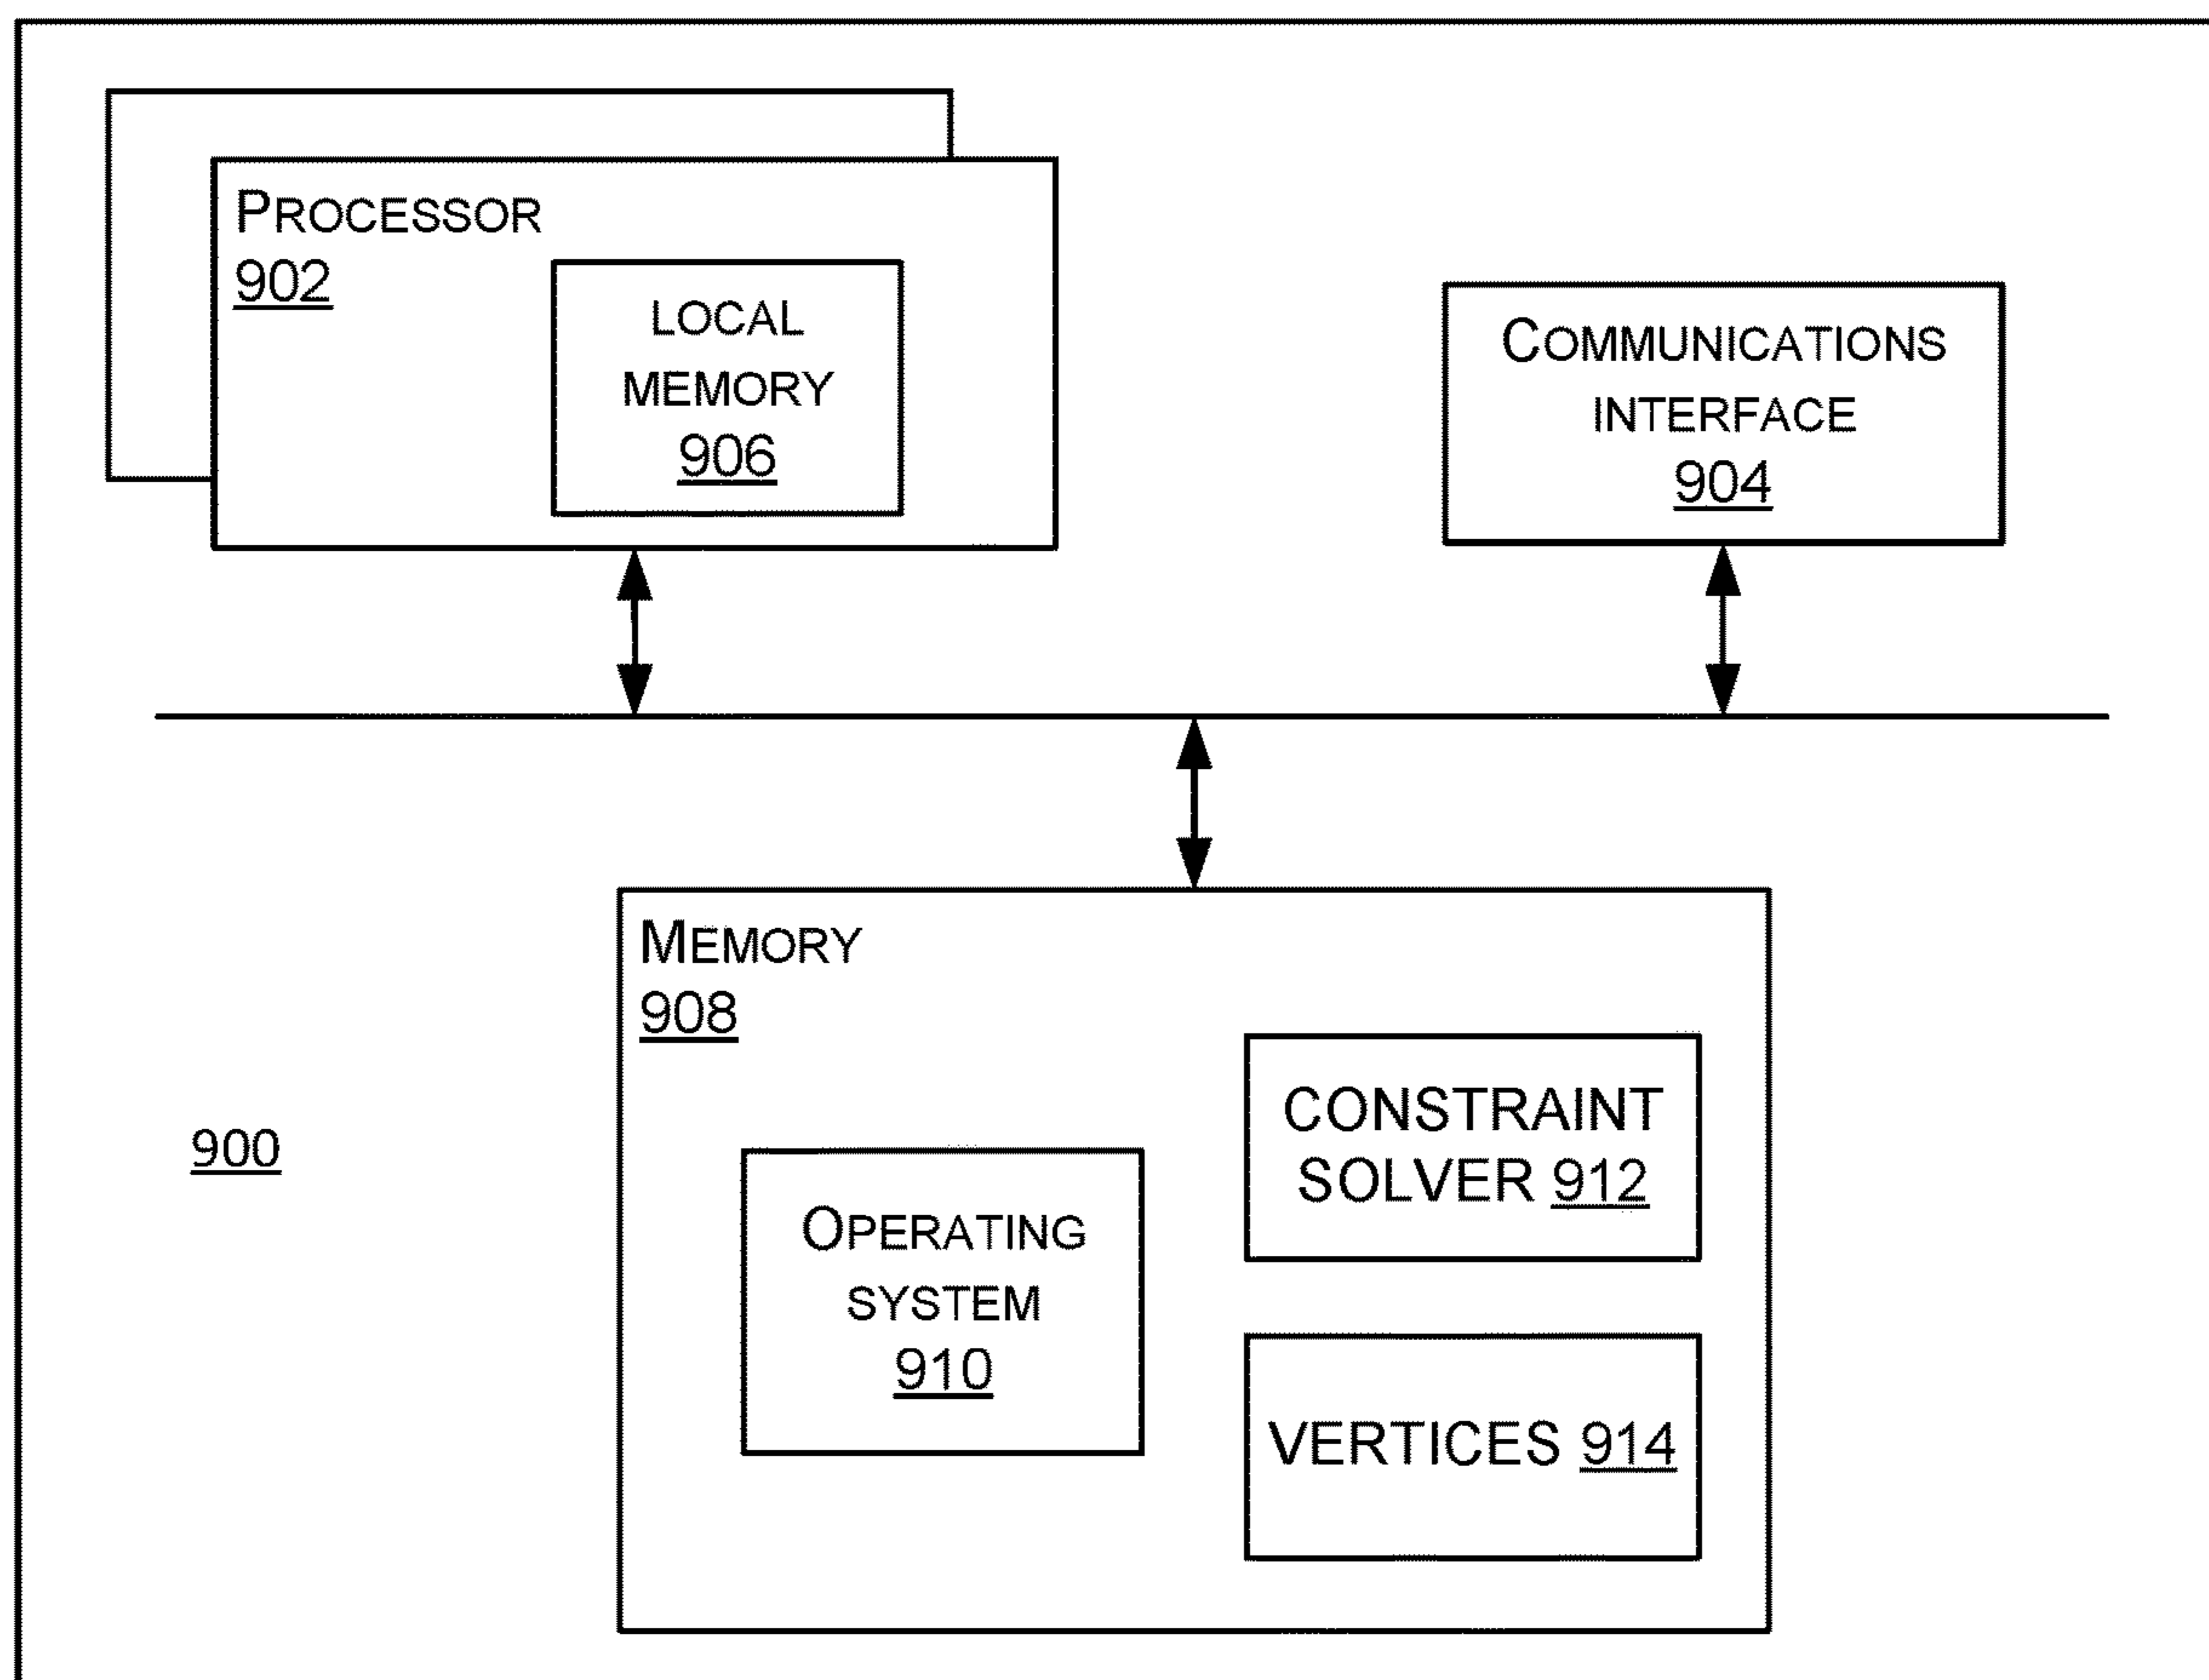 PROCESSOR
902
LOCAL
MEMORY
906
COMMUNICATIONS
INTERFACE
904
MEMORY
908
CONSTRAINT
SOLVER 912
900
OPERATING
SYSTEM
910
VERTICES 914